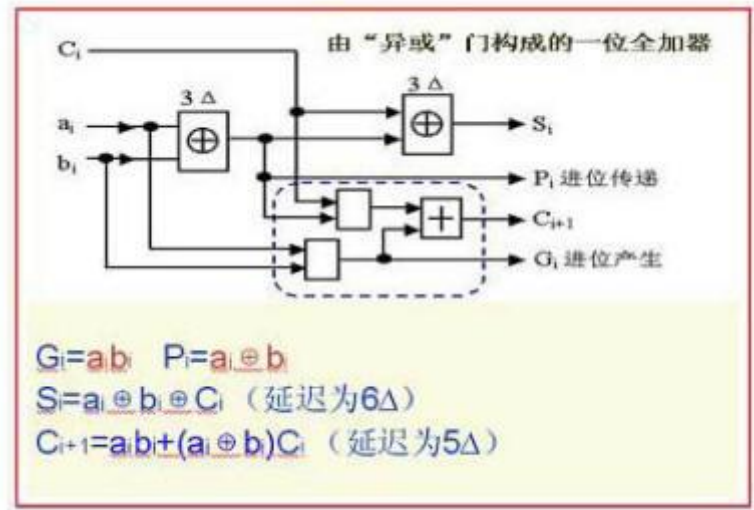 由“异或”门构成的一位全加器
Cᵢ
3 Δ
3 Δ
aᵢ
⊕
⊕
Sᵢ
bᵢ
Pᵢ 进位传递
+
Cᵢ₊₁
Gᵢ 进位产生
Gᵢ=aᵢbᵢ Pᵢ=aᵢ⊕bᵢ
Sᵢ=aᵢ⊕bᵢ⊕Cᵢ （延迟为6Δ）
Cᵢ₊₁=aᵢbᵢ+(aᵢ⊕bᵢ)Cᵢ （延迟为5Δ）